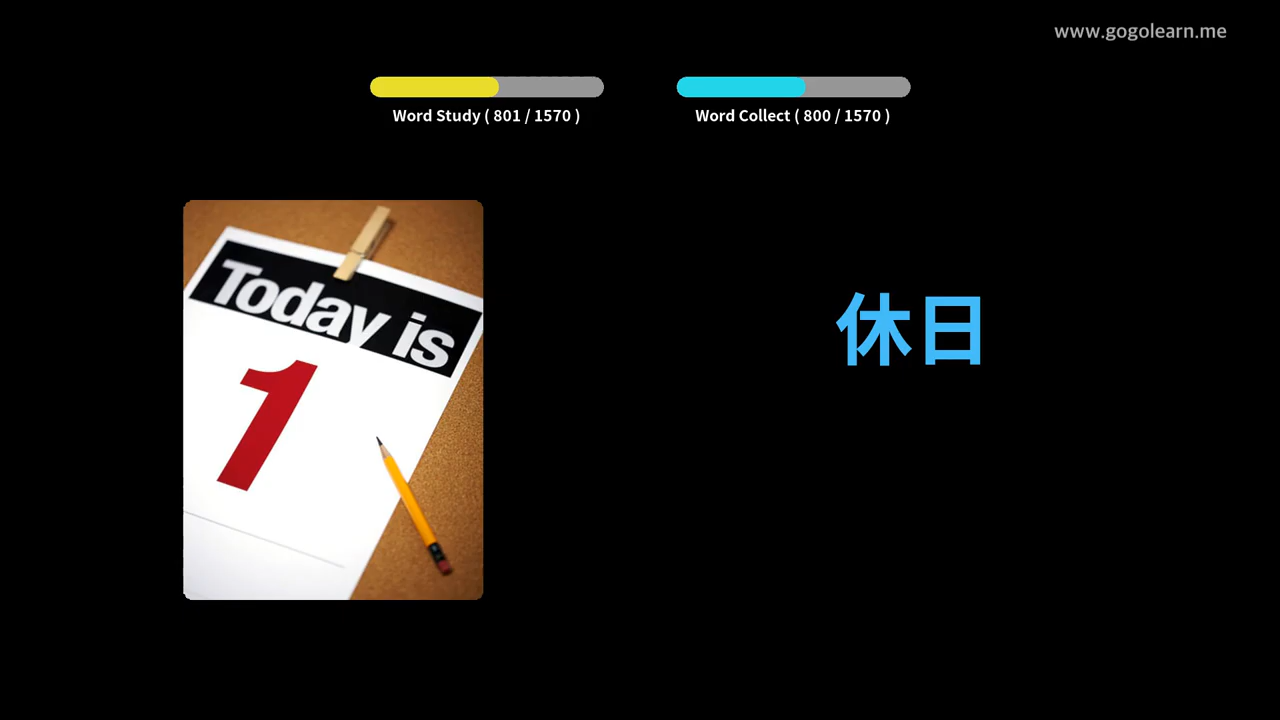 www.gogolearn.me
Word Study ( 801 / 1570 )
Word Collect ( 800 / 1570 )
Today is
1
休日